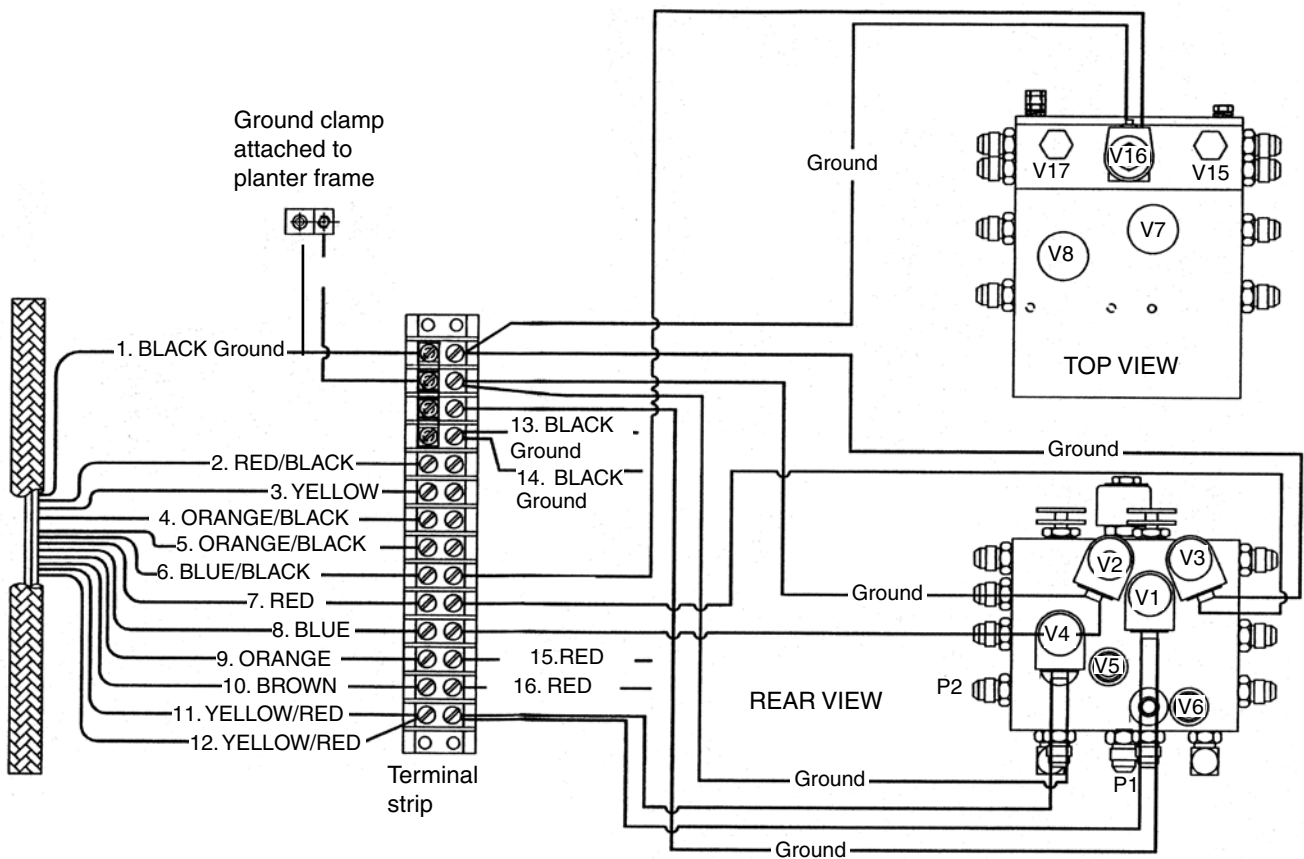 Ground clamp
attached to
planter frame
Ground
V17
V16
V15
V8
V7
TOP VIEW
1. BLACK Ground
13. BLACK
Ground
14. BLACK
Ground
2. RED/BLACK
3. YELLOW
4. ORANGE/BLACK
5. ORANGE/BLACK
6. BLUE/BLACK
7. RED
8. BLUE
9. ORANGE
15.RED
10. BROWN
16. RED
11. YELLOW/RED
12. YELLOW/RED
Terminal
strip
Ground
Ground
V2
V3
V1
V4
V5
V6
P2
REAR VIEW
P1
Ground
Ground